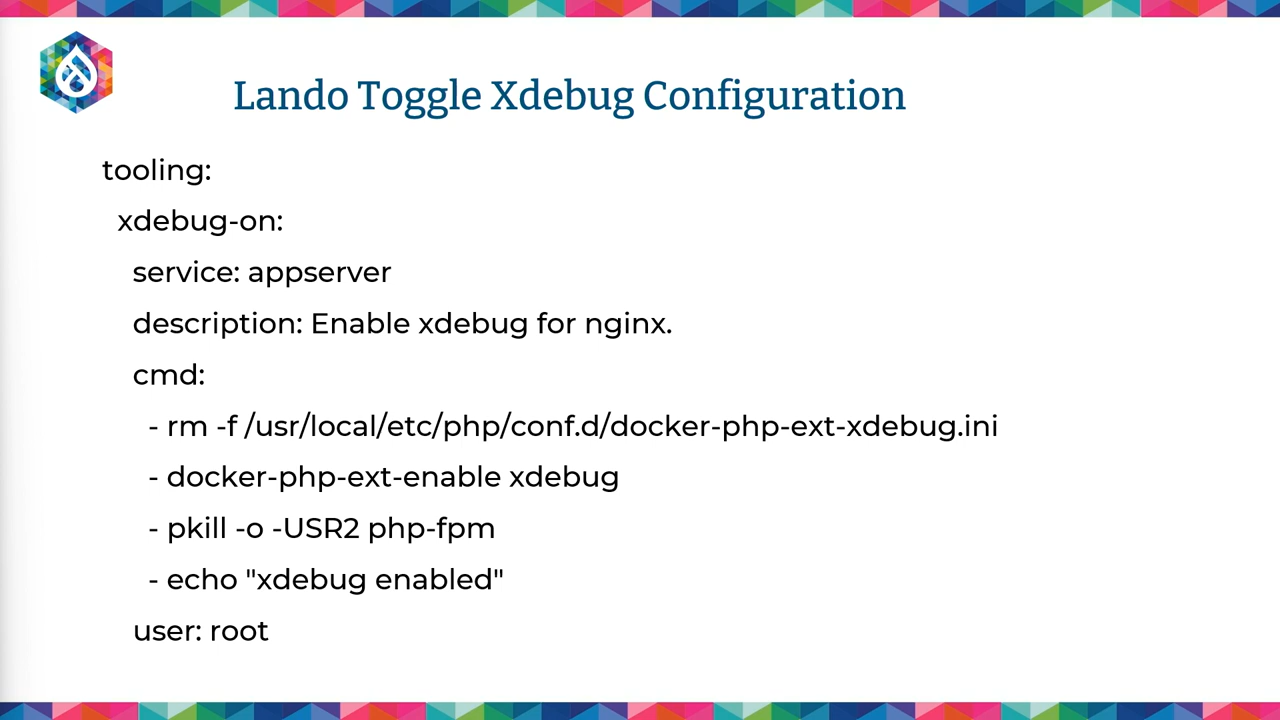 Lando Toggle Xdebug Configuration
tooling:
  xdebug-on:
    service: appserver
    description: Enable xdebug for nginx.
    cmd:
      - rm -f /usr/local/etc/php/conf.d/docker-php-ext-xdebug.ini
      - docker-php-ext-enable xdebug
      - pkill -o -USR2 php-fpm
      - echo "xdebug enabled"
    user: root